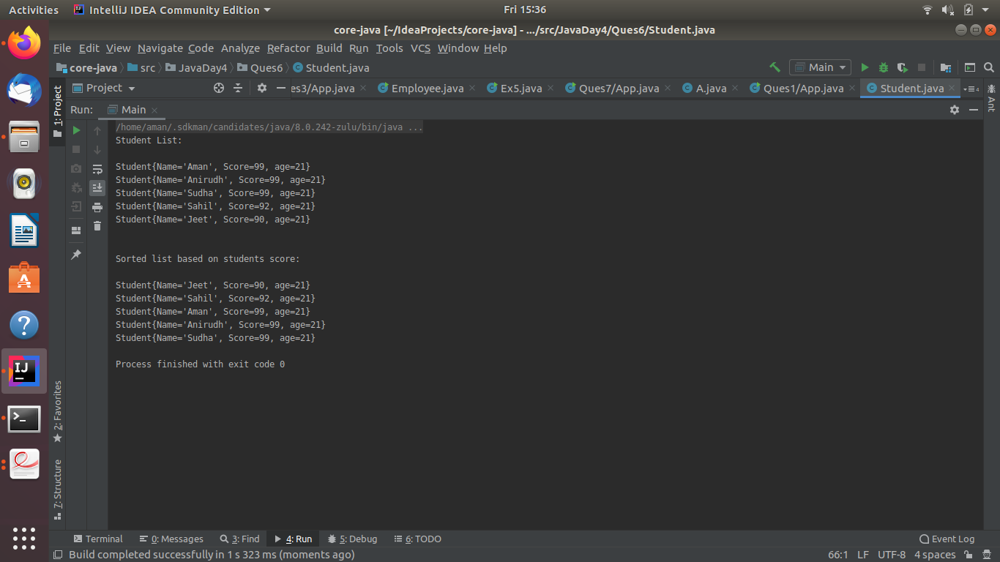 Activities IntelliJ IDEA Community Edition Fri 15:36
core-java [~/IdeaProjects/core-java] - .../src/JavaDay4/Ques6/Student.java
File Edit View Navigate Code Analyze Refactor Build Run Tools VCS Window Help
core-java src JavaDay4 Ques6 Student.java Main
Project es3/App.java Employee.java Ex5.java Ques7/App.java A.java Ques1/App.java Student.java 4
1: Project
Ant
Run: Main
/home/aman/.sdkman/candidates/java/8.0.242-zulu/bin/java ...
Student List:
Student{Name='Aman', Score=99, age=21}
Student{Name='Anirudh', Score=99, age=21}
Student{Name='Sudha', Score=99, age=21}
Student{Name='Sahil', Score=92, age=21}
Student{Name='Jeet', Score=90, age=21}
Sorted list based on students score:
Student{Name='Jeet', Score=90, age=21}
Student{Name='Sahil', Score=92, age=21}
Student{Name='Aman', Score=99, age=21}
Student{Name='Anirudh', Score=99, age=21}
Student{Name='Sudha', Score=99, age=21}
Process finished with exit code 0
IJ
2: Favorites
7: Structure
Terminal 0: Messages 3: Find 4: Run 5: Debug 6: TODO Event Log
Build completed successfully in 1 s 323 ms (moments ago) 66:1 LF UTF-8 4 spaces